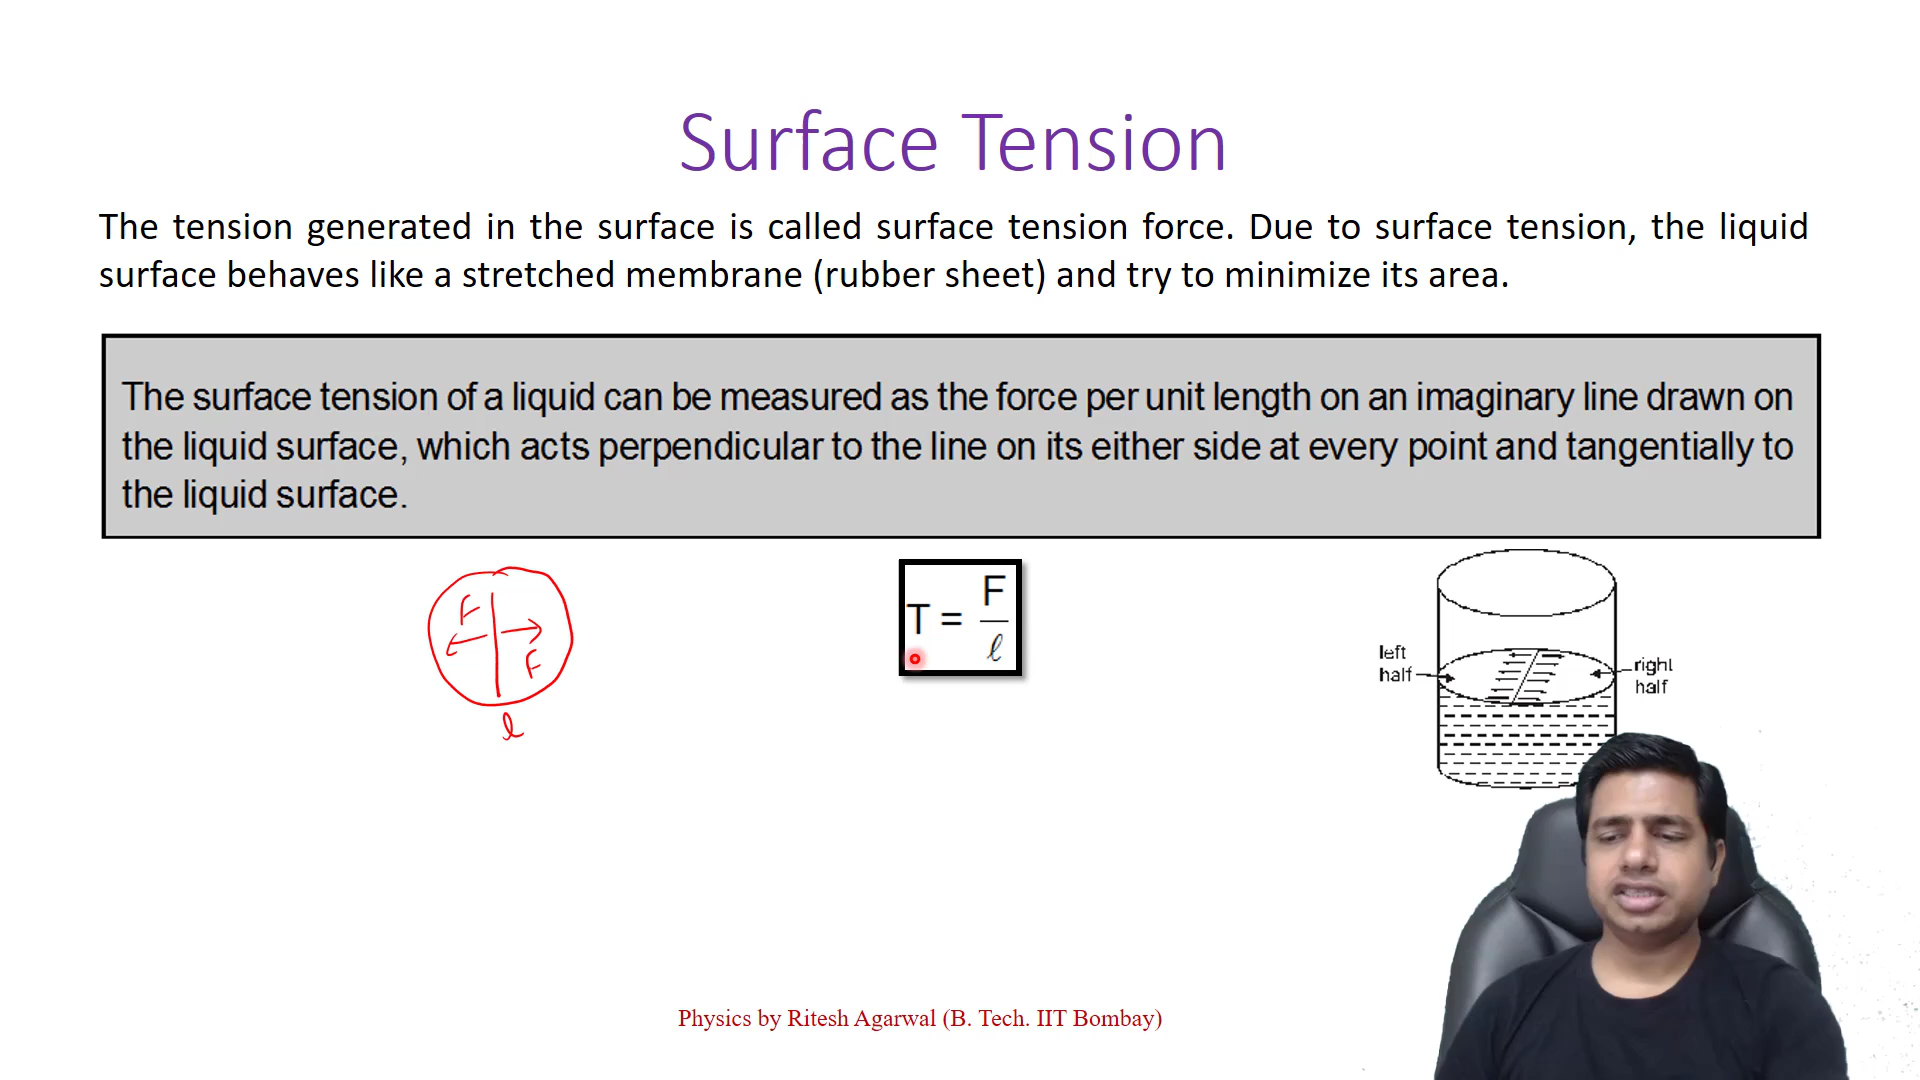 Surface Tension
The tension generated in the surface is called surface tension force. Due to surface tension, the liquid
surface behaves like a stretched membrane (rubber sheet) and try to minimize its area.
The surface tension of a liquid can be measured as the force per unit length on an imaginary line drawn on
the liquid surface, which acts perpendicular to the line on its either side at every point and tangentially to
the liquid surface.
F
F
ℓ
T = F/ℓ
left
half
right
half
Physics by Ritesh Agarwal (B. Tech. IIT Bombay)